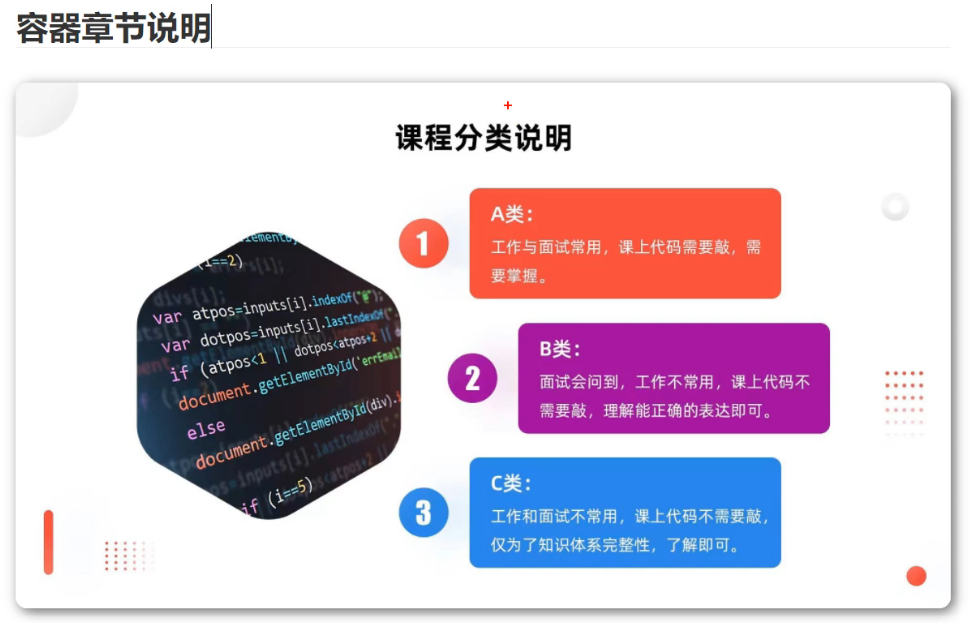 容器章节说明
课程分类说明
1
A类：
工作与面试常用，课上代码需要敲，需
要掌握。
2
B类：
面试会问到，工作不常用，课上代码不
需要敲，理解能正确的表达即可。
3
C类：
工作和面试不常用，课上代码不需要敲，
仅为了知识体系完整性，了解即可。
(i==2)
var atpos=inputs[i].indexOf("@");
var dotpos=inputs[i].lastIndexOf("
if (atpos<1 || dotpos<atpos+2 ||
document.getElementById('errEmail
else
document.getElementById(div).
if (i==5)